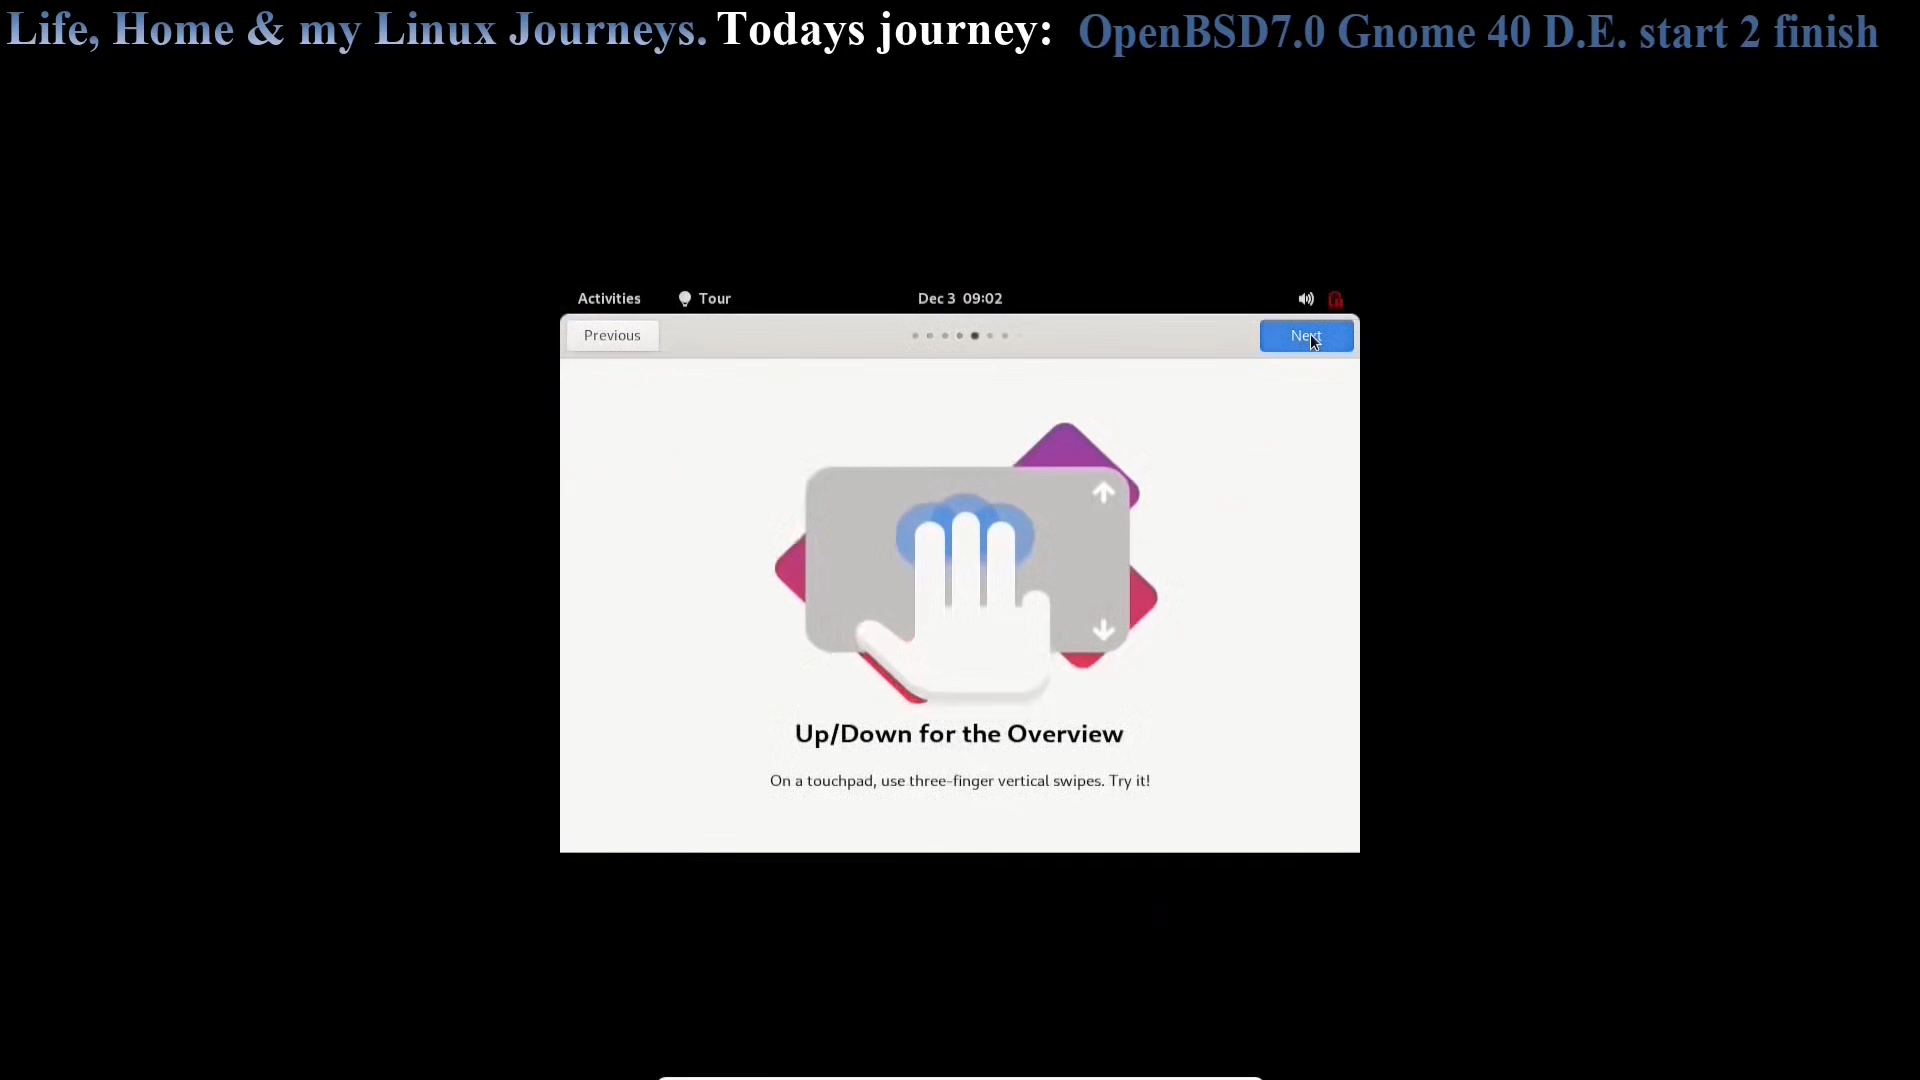 Life, Home & my Linux Journeys. Todays journey: OpenBSD7.0 Gnome 40 D.E. start 2 finish
Activities Tour Dec 3 09:02
Previous Next
Up/Down for the Overview
On a touchpad, use three-finger vertical swipes. Try it!